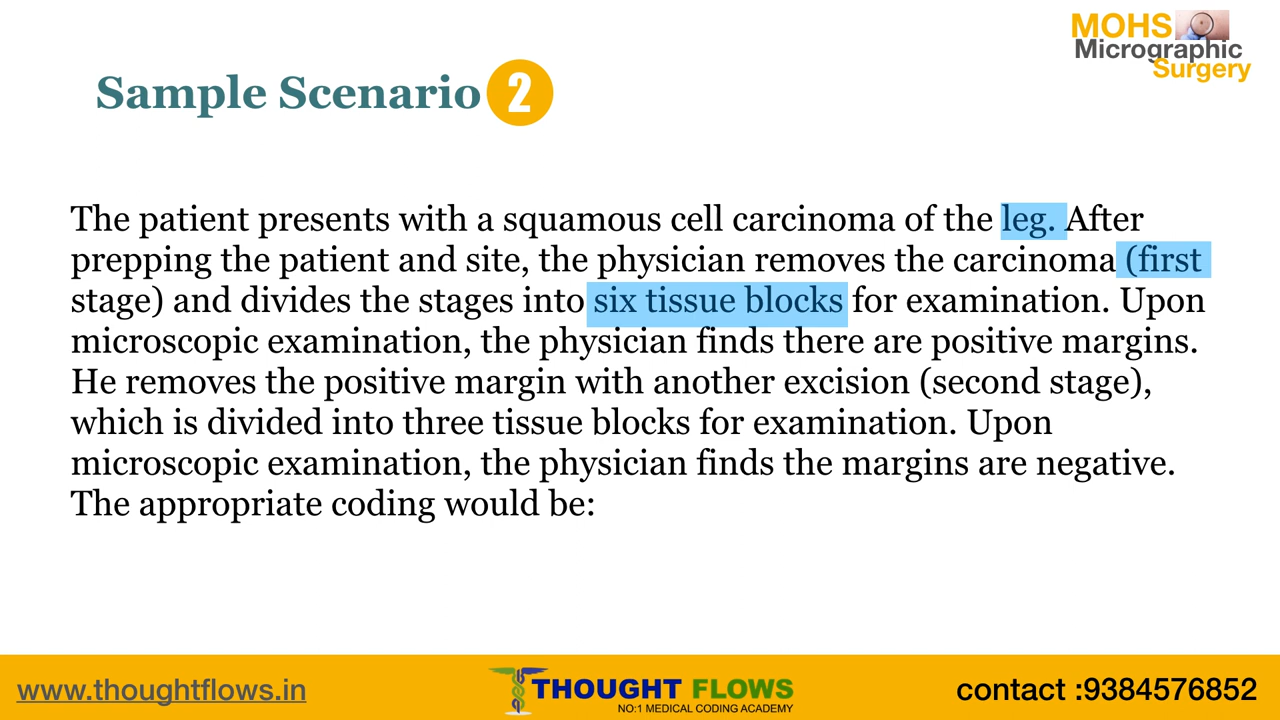 MOHS
Micrographic
Surgery
Sample Scenario 2
The patient presents with a squamous cell carcinoma of the leg. After
prepping the patient and site, the physician removes the carcinoma (first
stage) and divides the stages into six tissue blocks for examination. Upon
microscopic examination, the physician finds there are positive margins.
He removes the positive margin with another excision (second stage),
which is divided into three tissue blocks for examination. Upon
microscopic examination, the physician finds the margins are negative.
The appropriate coding would be:
www.thoughtflows.in
THOUGHT FLOWS
NO:1 MEDICAL CODING ACADEMY
contact :9384576852